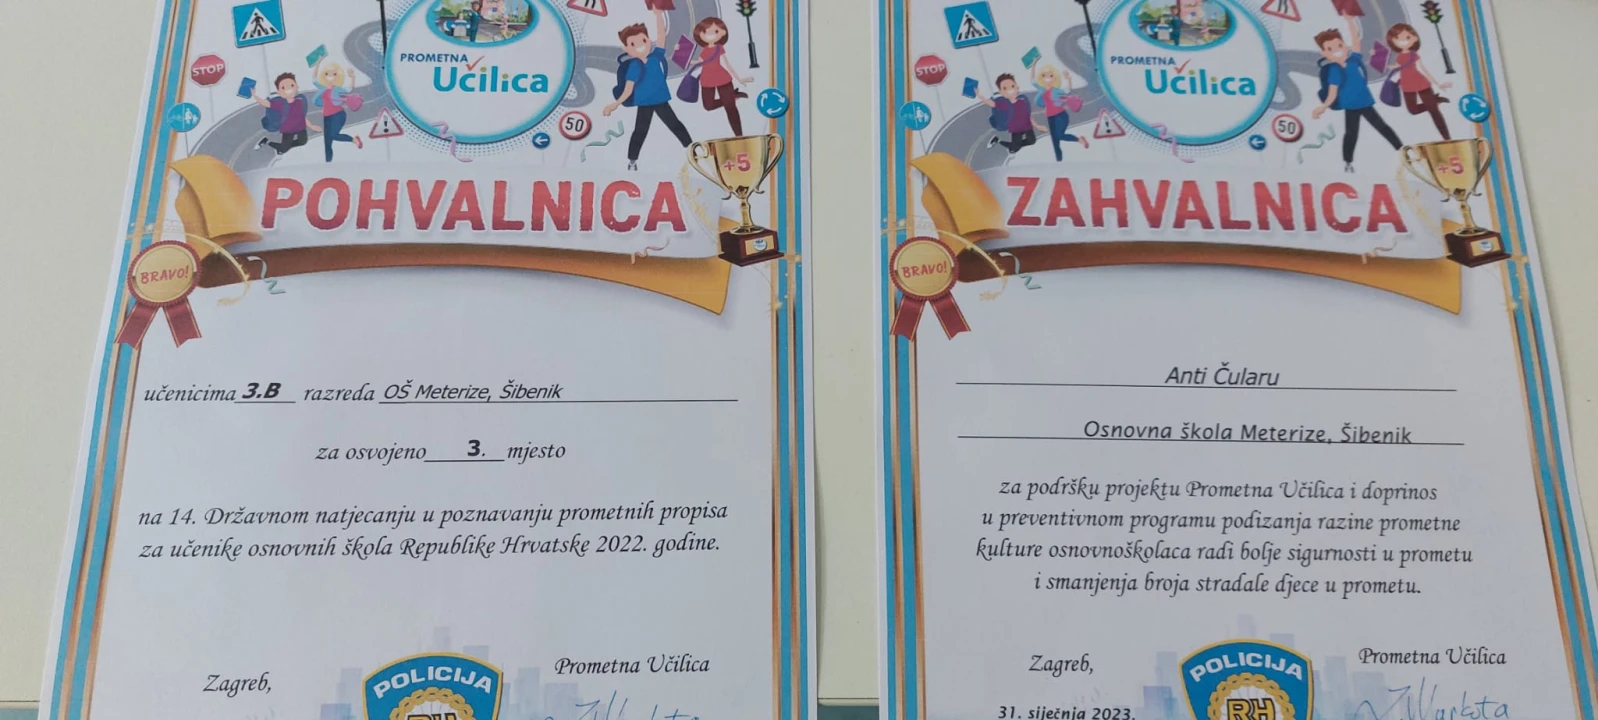 PROMETNA
Učilica
STOP
50
+5
POHVALNICA
BRAVO!
učenicima 3.B razreda OŠ Meterize, Šibenik
za osvojeno 3. mjesto
na 14. Državnom natjecanju u poznavanju prometnih propisa
za učenike osnovnih škola Republike Hrvatske 2022. godine.
Zagreb,
Prometna Učilica
POLICIJA
RH
PROMETNA
Učilica
STOP
50
+5
ZAHVALNICA
BRAVO!
Anti Čularu
Osnovna škola Meterize, Šibenik
za podršku projektu Prometna Učilica i doprinos
u preventivnom programu podizanja razine prometne
kulture osnovnoškolaca radi bolje sigurnosti u prometu
i smanjenja broja stradale djece u prometu.
Zagreb,
31. siječnja 2023.
Prometna Učilica
POLICIJA
RH